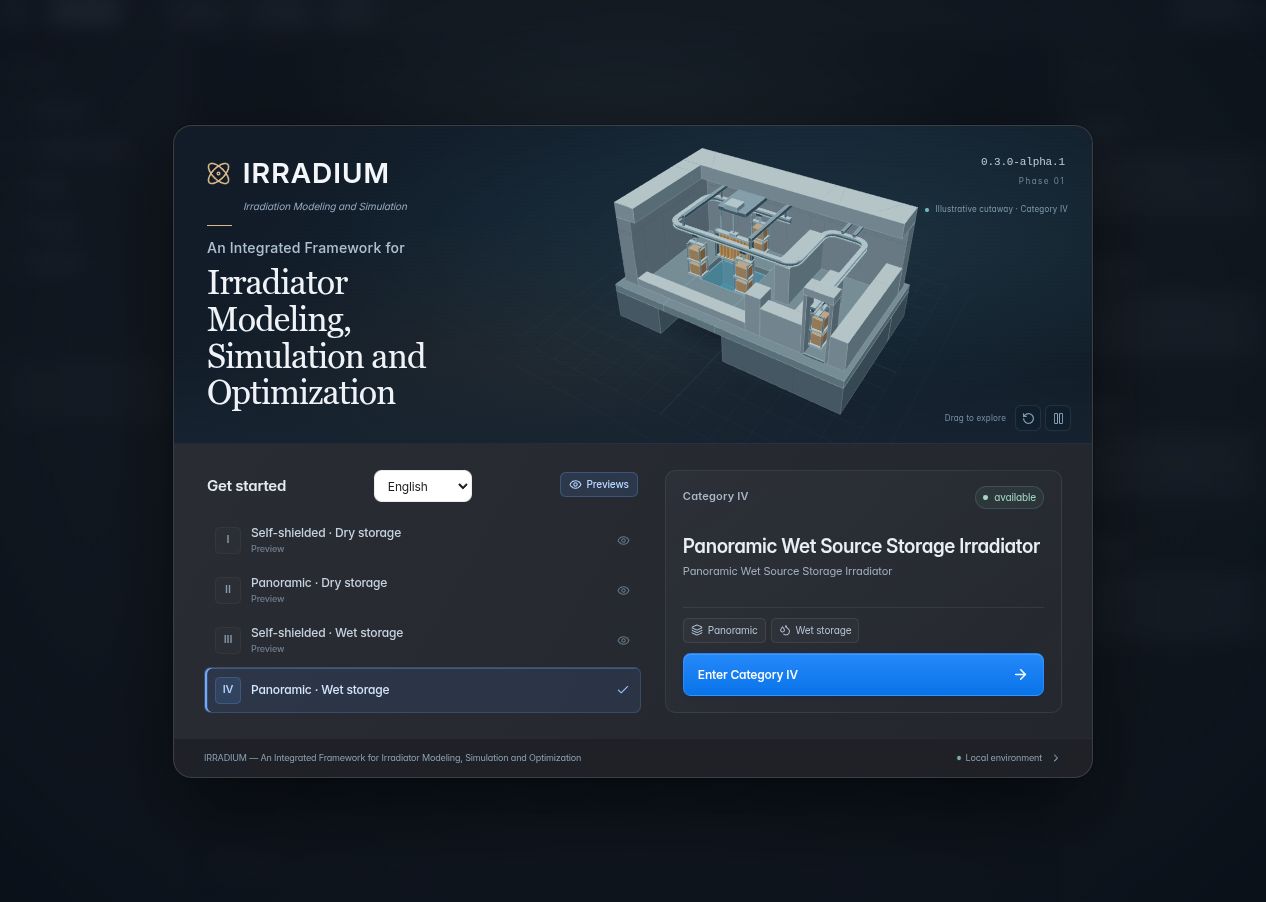 IRRADIUM
Irradiation Modeling and Simulation
An Integrated Framework for
Irradiator
Modeling,
Simulation and
Optimization
0.3.0-alpha.1
Phase 01
Illustrative cutaway · Category IV
Drag to explore
Get started
English
Previews
I
Self-shielded · Dry storage
Preview
II
Panoramic · Dry storage
Preview
III
Self-shielded · Wet storage
Preview
IV
Panoramic · Wet storage
Category IV
available
Panoramic Wet Source Storage Irradiator
Panoramic Wet Source Storage Irradiator
Panoramic
Wet storage
Enter Category IV
IRRADIUM — An Integrated Framework for Irradiator Modeling, Simulation and Optimization
Local environment